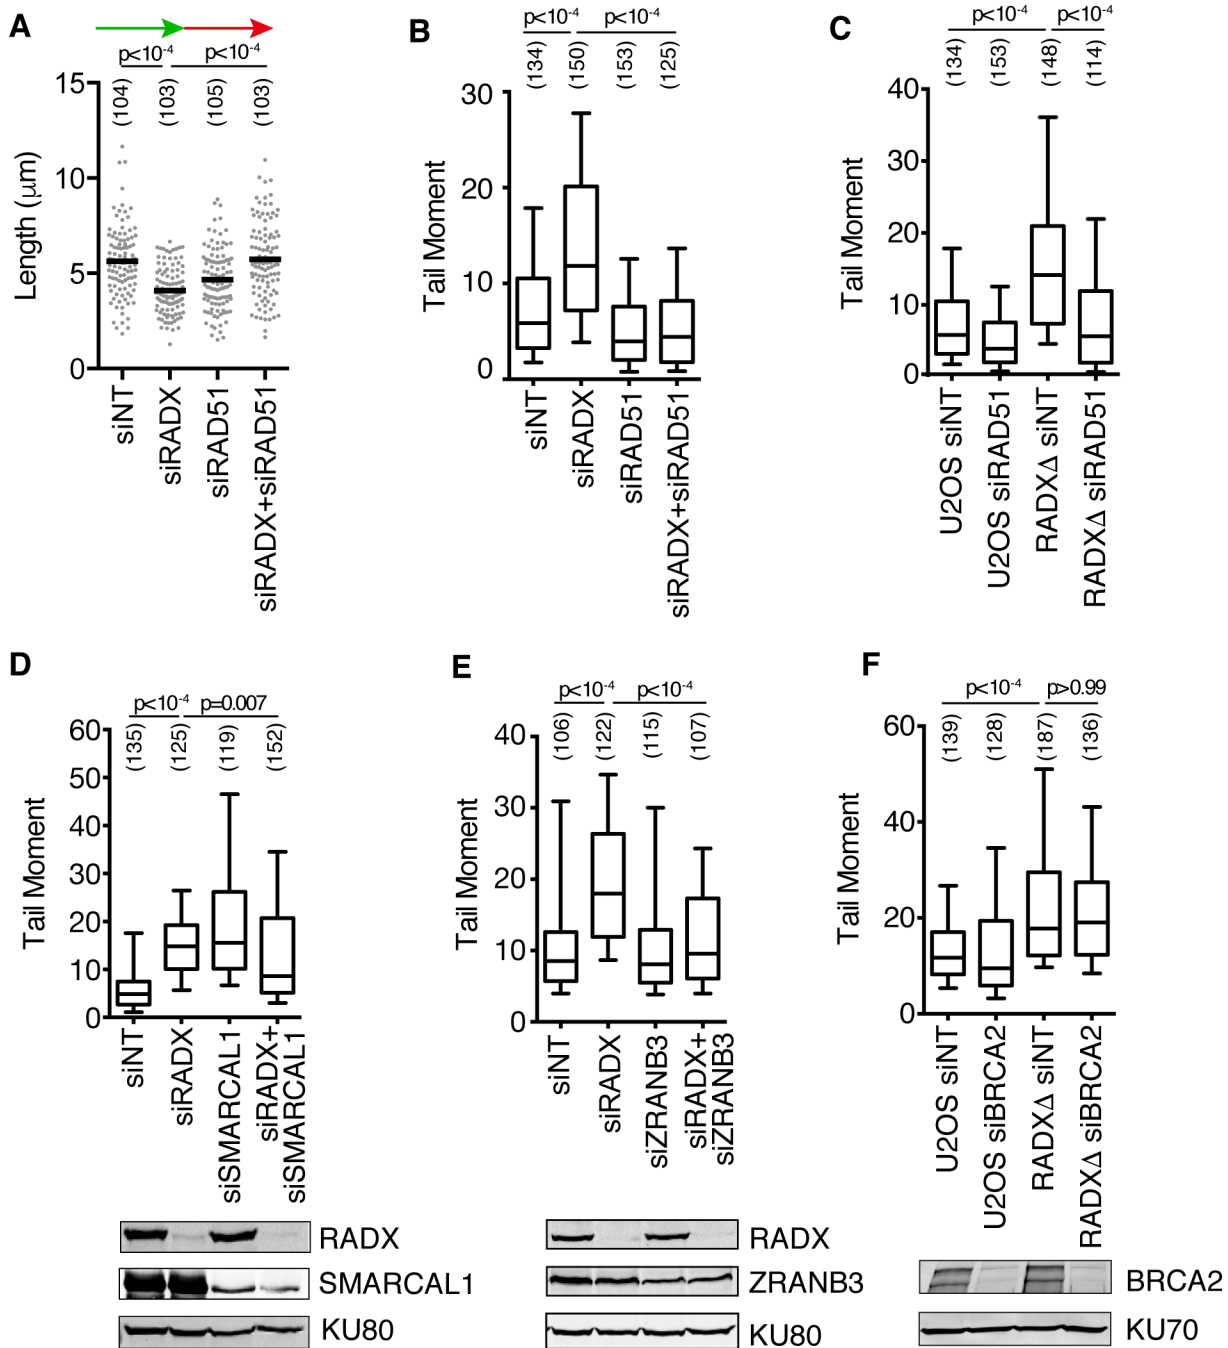 A
p<10-4
p<10-4
(104)
(103)
(105)
(103)
15
10
5
0
Length (μm)
siNT
siRADX
siRAD51
siRADX+siRAD51
B
p<10-4
p<10-4
(134)
(150)
(153)
(125)
30
20
10
0
Tail Moment
siNT
siRADX
siRAD51
siRADX+siRAD51
C
p<10-4
p<10-4
(134)
(153)
(148)
(114)
40
30
20
10
0
Tail Moment
U2OS siNT
U2OS siRAD51
RADXΔ siNT
RADXΔ siRAD51
D
p<10-4
p=0.007
(135)
(125)
(119)
(152)
60
50
40
30
20
10
0
Tail Moment
siNT
siRADX
siSMARCAL1
siRADX+
siSMARCAL1
RADX
SMARCAL1
KU80
E
p<10-4
p<10-4
(106)
(122)
(115)
(107)
40
30
20
10
0
Tail Moment
siNT
siRADX
siZRANB3
siRADX+
siZRANB3
RADX
ZRANB3
KU80
F
p<10-4
p>0.99
(139)
(128)
(187)
(136)
60
40
20
0
Tail Moment
U2OS siNT
U2OS siBRCA2
RADXΔ siNT
RADXΔ siBRCA2
BRCA2
KU70